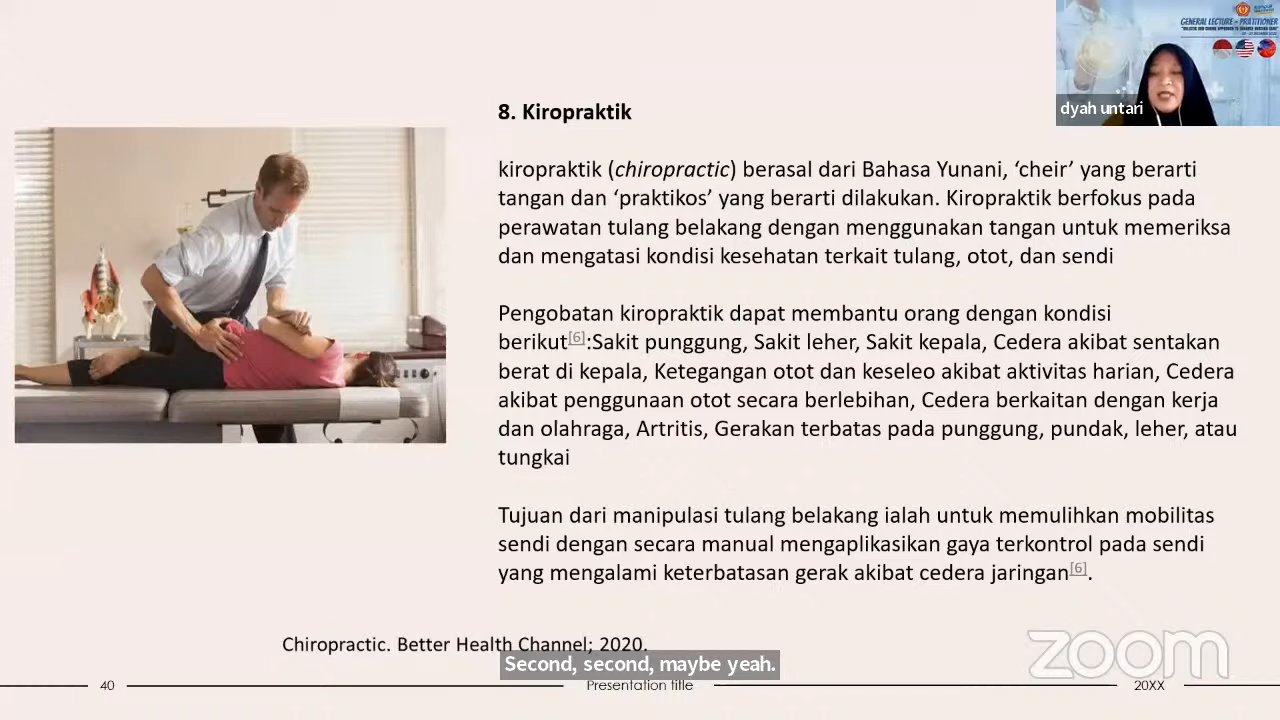 GENERAL LECTURE - PRATITIONER
dyah untari
8. Kiropraktik
kiropraktik (chiropractic) berasal dari Bahasa Yunani, ‘cheir’ yang berarti
tangan dan ‘praktikos’ yang berarti dilakukan. Kiropraktik berfokus pada
perawatan tulang belakang dengan menggunakan tangan untuk memeriksa
dan mengatasi kondisi kesehatan terkait tulang, otot, dan sendi
Pengobatan kiropraktik dapat membantu orang dengan kondisi
berikut[6]:Sakit punggung, Sakit leher, Sakit kepala, Cedera akibat sentakan
berat di kepala, Ketegangan otot dan keseleo akibat aktivitas harian, Cedera
akibat penggunaan otot secara berlebihan, Cedera berkaitan dengan kerja
dan olahraga, Artritis, Gerakan terbatas pada punggung, pundak, leher, atau
tungkai
Tujuan dari manipulasi tulang belakang ialah untuk memulihkan mobilitas
sendi dengan secara manual mengaplikasikan gaya terkontrol pada sendi
yang mengalami keterbatasan gerak akibat cedera jaringan[6].
Chiropractic. Better Health Channel; 2020.
zoom
Second, second, maybe yeah.
40
Presentation title
20XX